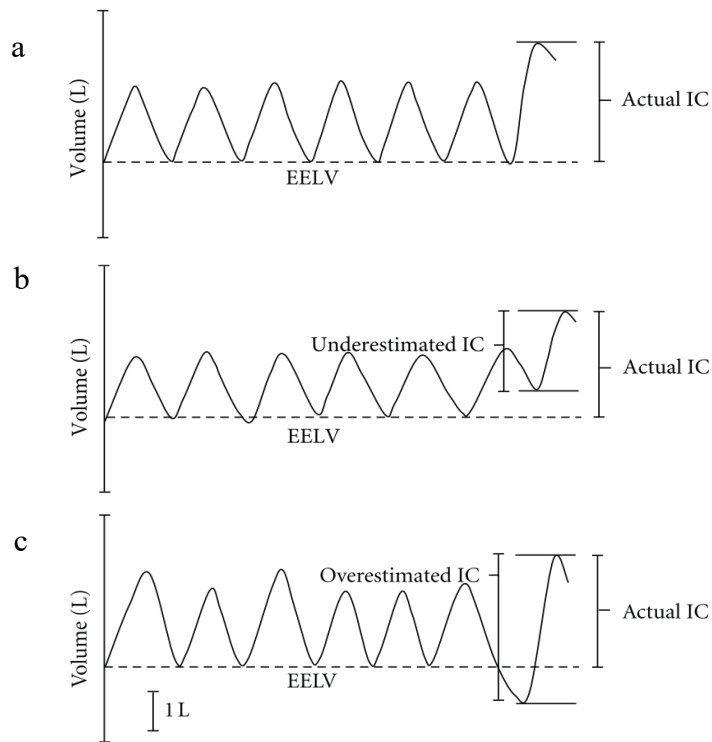 a
Volume (L)
EELV
Actual IC
b
Volume (L)
Underestimated IC
EELV
Actual IC
c
Volume (L)
Overestimated IC
EELV
1 L
Actual IC